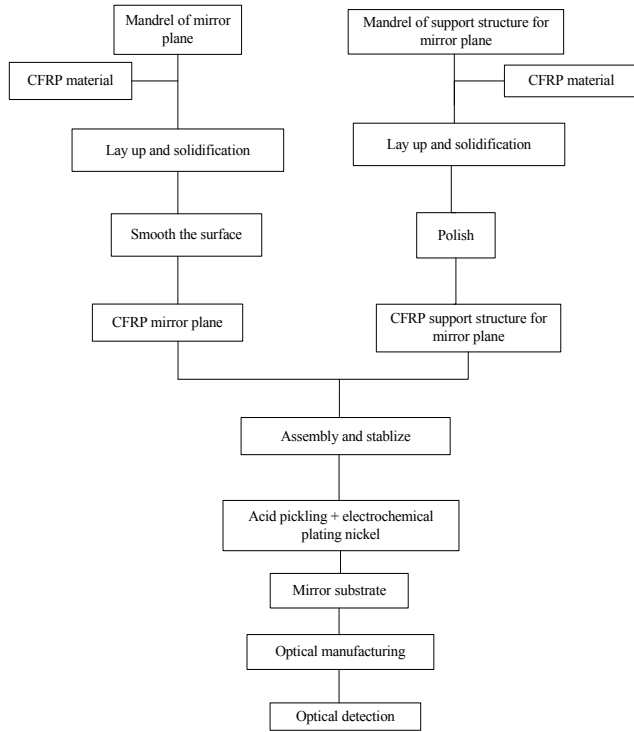 Mandrel of mirror
plane
Mandrel of support structure for
mirror plane
CFRP material
CFRP material
Lay up and solidification
Lay up and solidification
Smooth the surface
Polish
CFRP mirror plane
CFRP support structure for
mirror plane
Assembly and stablize
Acid pickling + electrochemical
plating nickel
Mirror substrate
Optical manufacturing
Optical detection